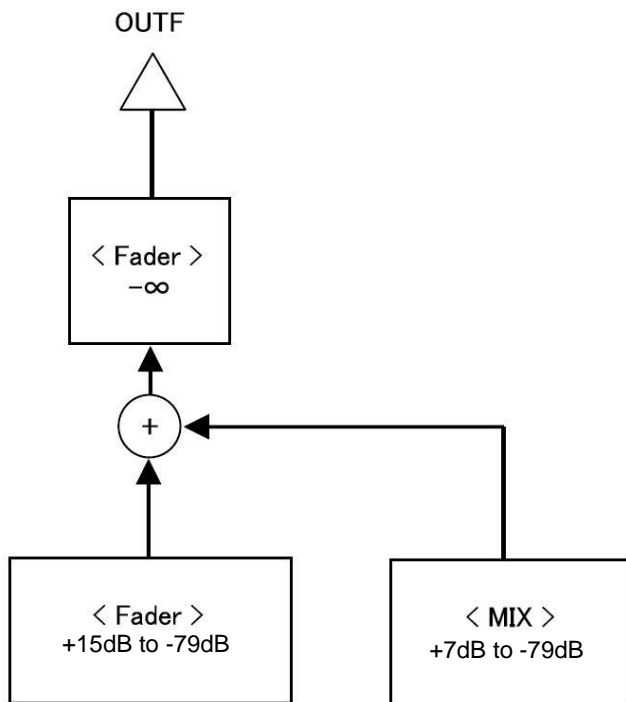 OUTF
< Fader >
-∞
+
< Fader >
+15dB to -79dB
< MIX >
+7dB to -79dB